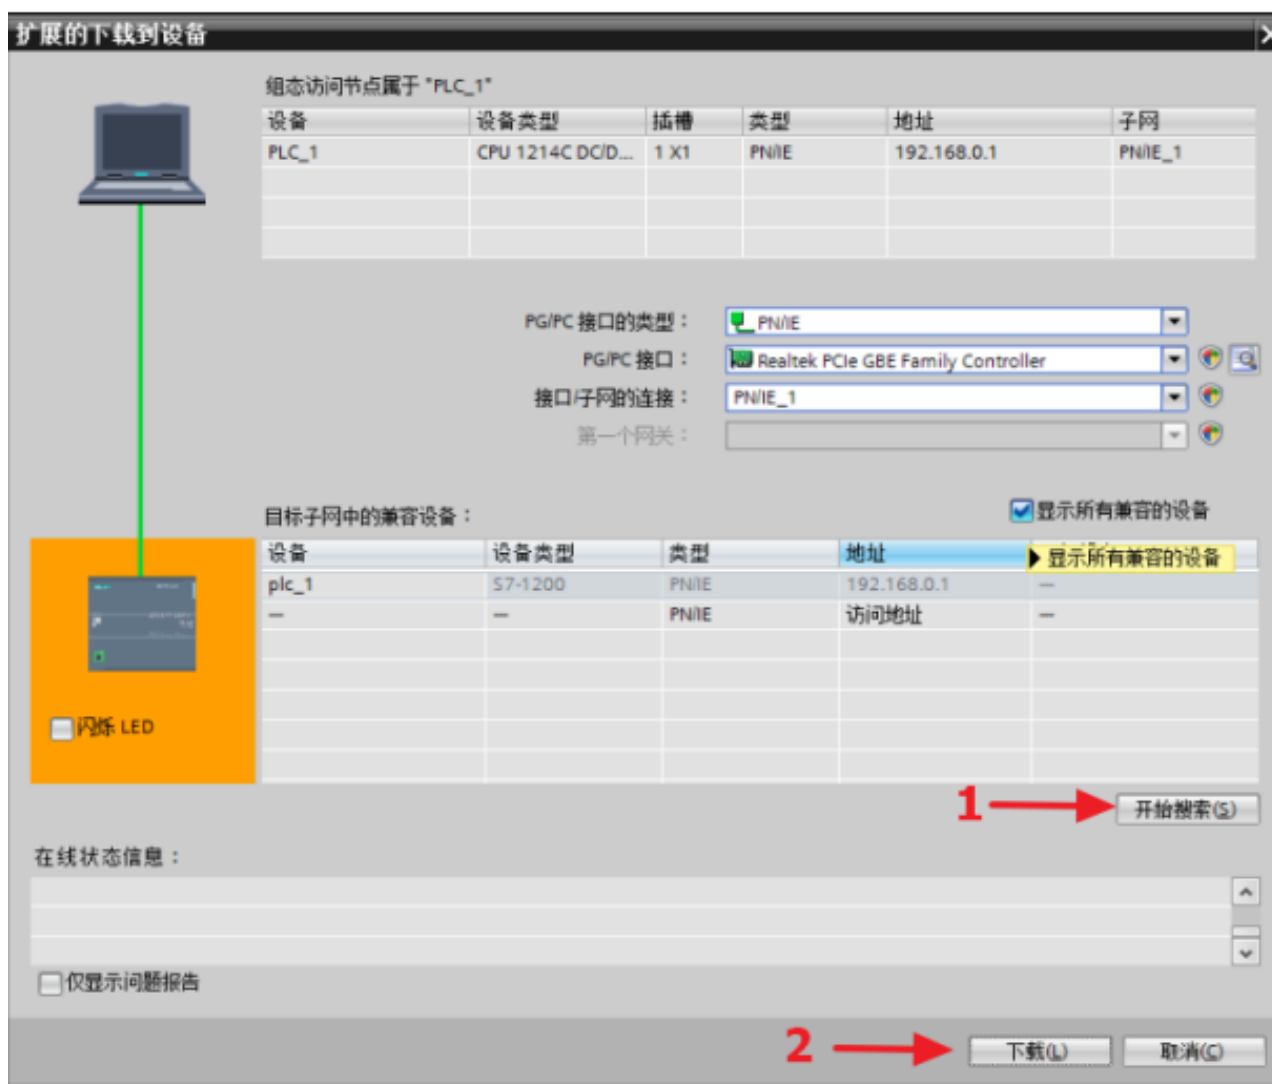 扩展的下载到设备
组态访问节点属于 "PLC_1"
设备 设备类型 插槽 类型 地址 子网
PLC_1 CPU 1214C DC/D... 1 X1 PN/IE 192.168.0.1 PN/IE_1
PG/PC 接口的类型： PN/IE
PG/PC 接口： Realtek PCIe GBE Family Controller
接口/子网的连接： PN/IE_1
第一个网关：
目标子网中的兼容设备： 显示所有兼容的设备
设备 设备类型 类型 地址 显示所有兼容的设备
plc_1 S7-1200 PN/IE 192.168.0.1 —
— — PN/IE 访问地址 —
闪烁 LED
1 开始搜索(S)
在线状态信息：
仅显示问题报告
2 下载(L) 取消(C)